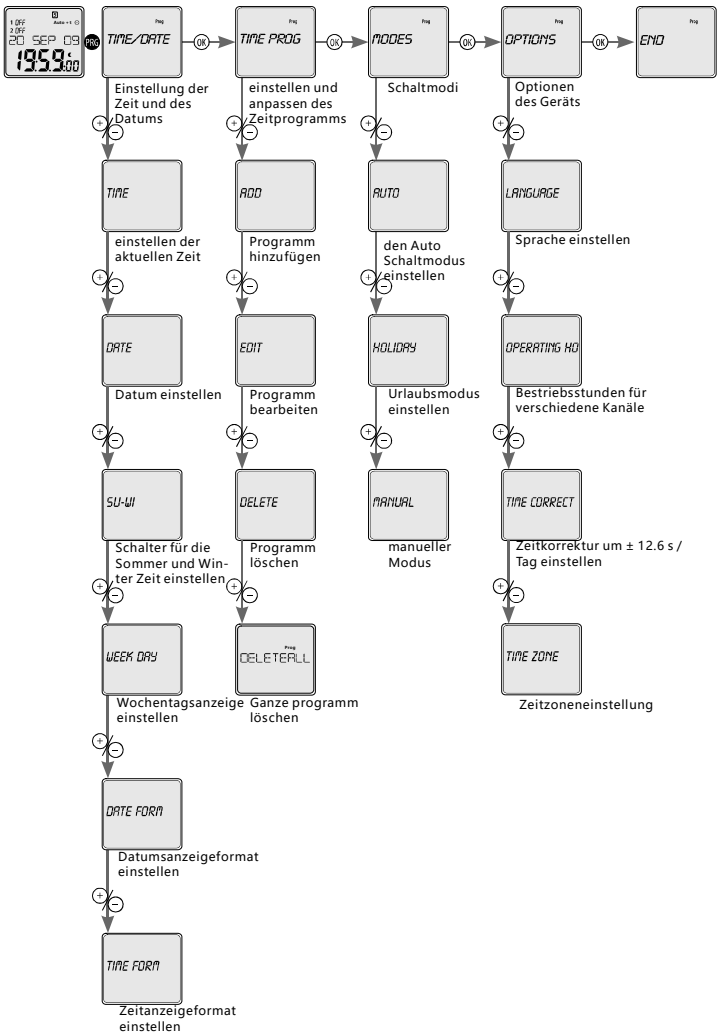 1 OFF
Auto
2 OFF
20 SEP 09
19:59:00
PRG
Prog
TIME/DATE
OK
Prog
TIME PROG
OK
Prog
MODES
OK
Prog
OPTIONS
OK
Prog
END
Einstellung der
Zeit und des
Datums
+
−
TIME
einstellen der
aktuellen Zeit
+
−
DATE
Datum einstellen
+
−
SU-WI
Schalter für die
Sommer und Win-
ter Zeit einstellen
+
−
WEEK DAY
Wochentagsanzeige
einstellen
+
−
DATE FORM
Datumsanzeigeformat
einstellen
+
−
TIME FORM
Zeitanzeigeformat
einstellen
einstellen und
anpassen des
Zeitprogramms
+
−
ADD
Programm
hinzufügen
+
−
EDIT
Programm
bearbeiten
+
−
DELETE
Programm
löschen
+
−
Prog
DELETEALL
Ganze programm
löschen
Schaltmodi
+
−
AUTO
den Auto
Schaltmodus
einstellen
+
−
HOLIDAY
Urlaubsmodus
einstellen
+
−
MANUAL
manueller
Modus
Optionen
des Geräts
+
−
LANGUAGE
Sprache einstellen
+
−
OPERATING HO
Bestriebsstunden für
verschiedene Kanäle
+
−
TIME CORRECT
Zeitkorrektur um ± 12.6 s /
Tag einstellen
+
−
TIME ZONE
Zeitzoneneinstellung